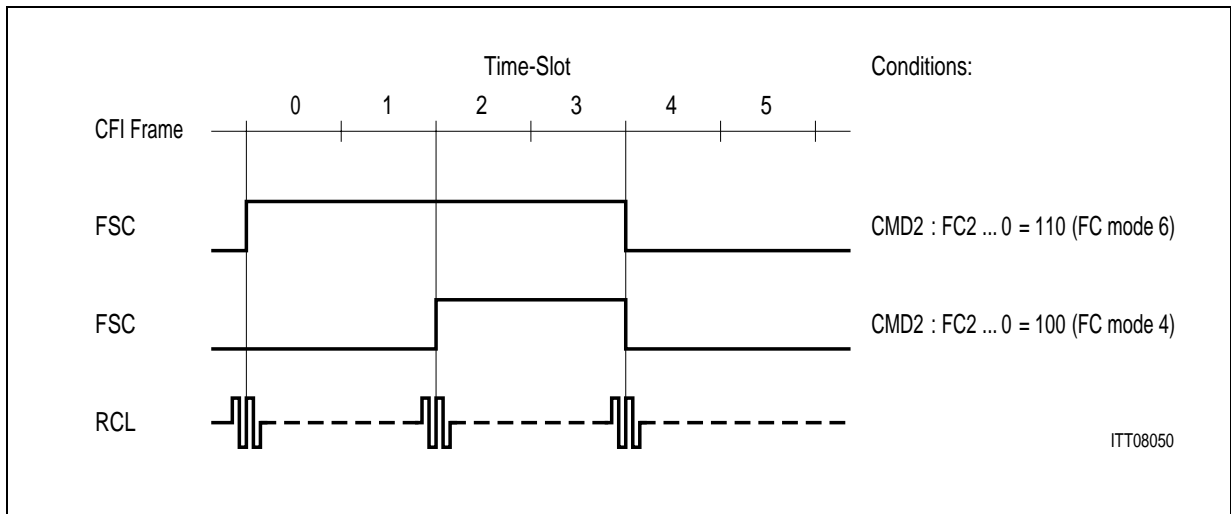 Time-Slot Conditions:
0 1 2 3 4 5
CFI Frame
FSC CMD2 : FC2 ... 0 = 110 (FC mode 6)
FSC CMD2 : FC2 ... 0 = 100 (FC mode 4)
RCL
ITT08050